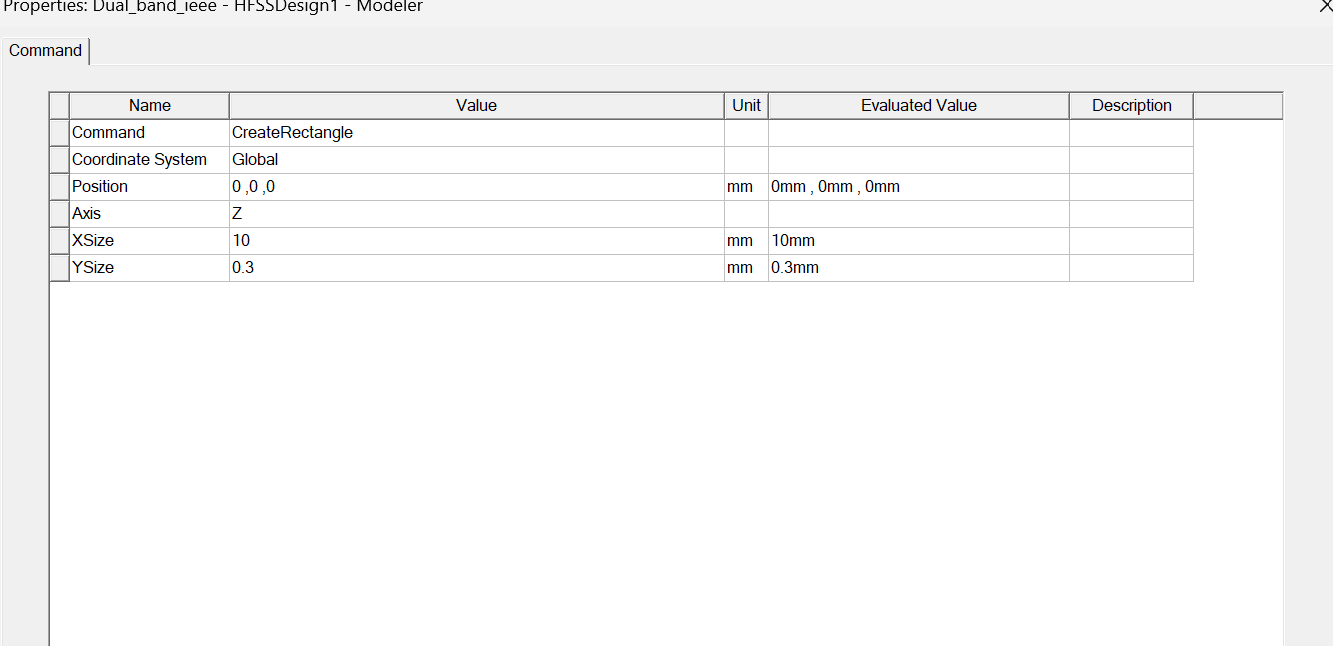 Properties: Dual_band_ieee - HFSSDesign1 - Modeler
Command
Name Value Unit Evaluated Value Description
Command CreateRectangle
Coordinate System Global
Position 0 ,0 ,0 mm 0mm , 0mm , 0mm
Axis Z
XSize 10 mm 10mm
YSize 0.3 mm 0.3mm